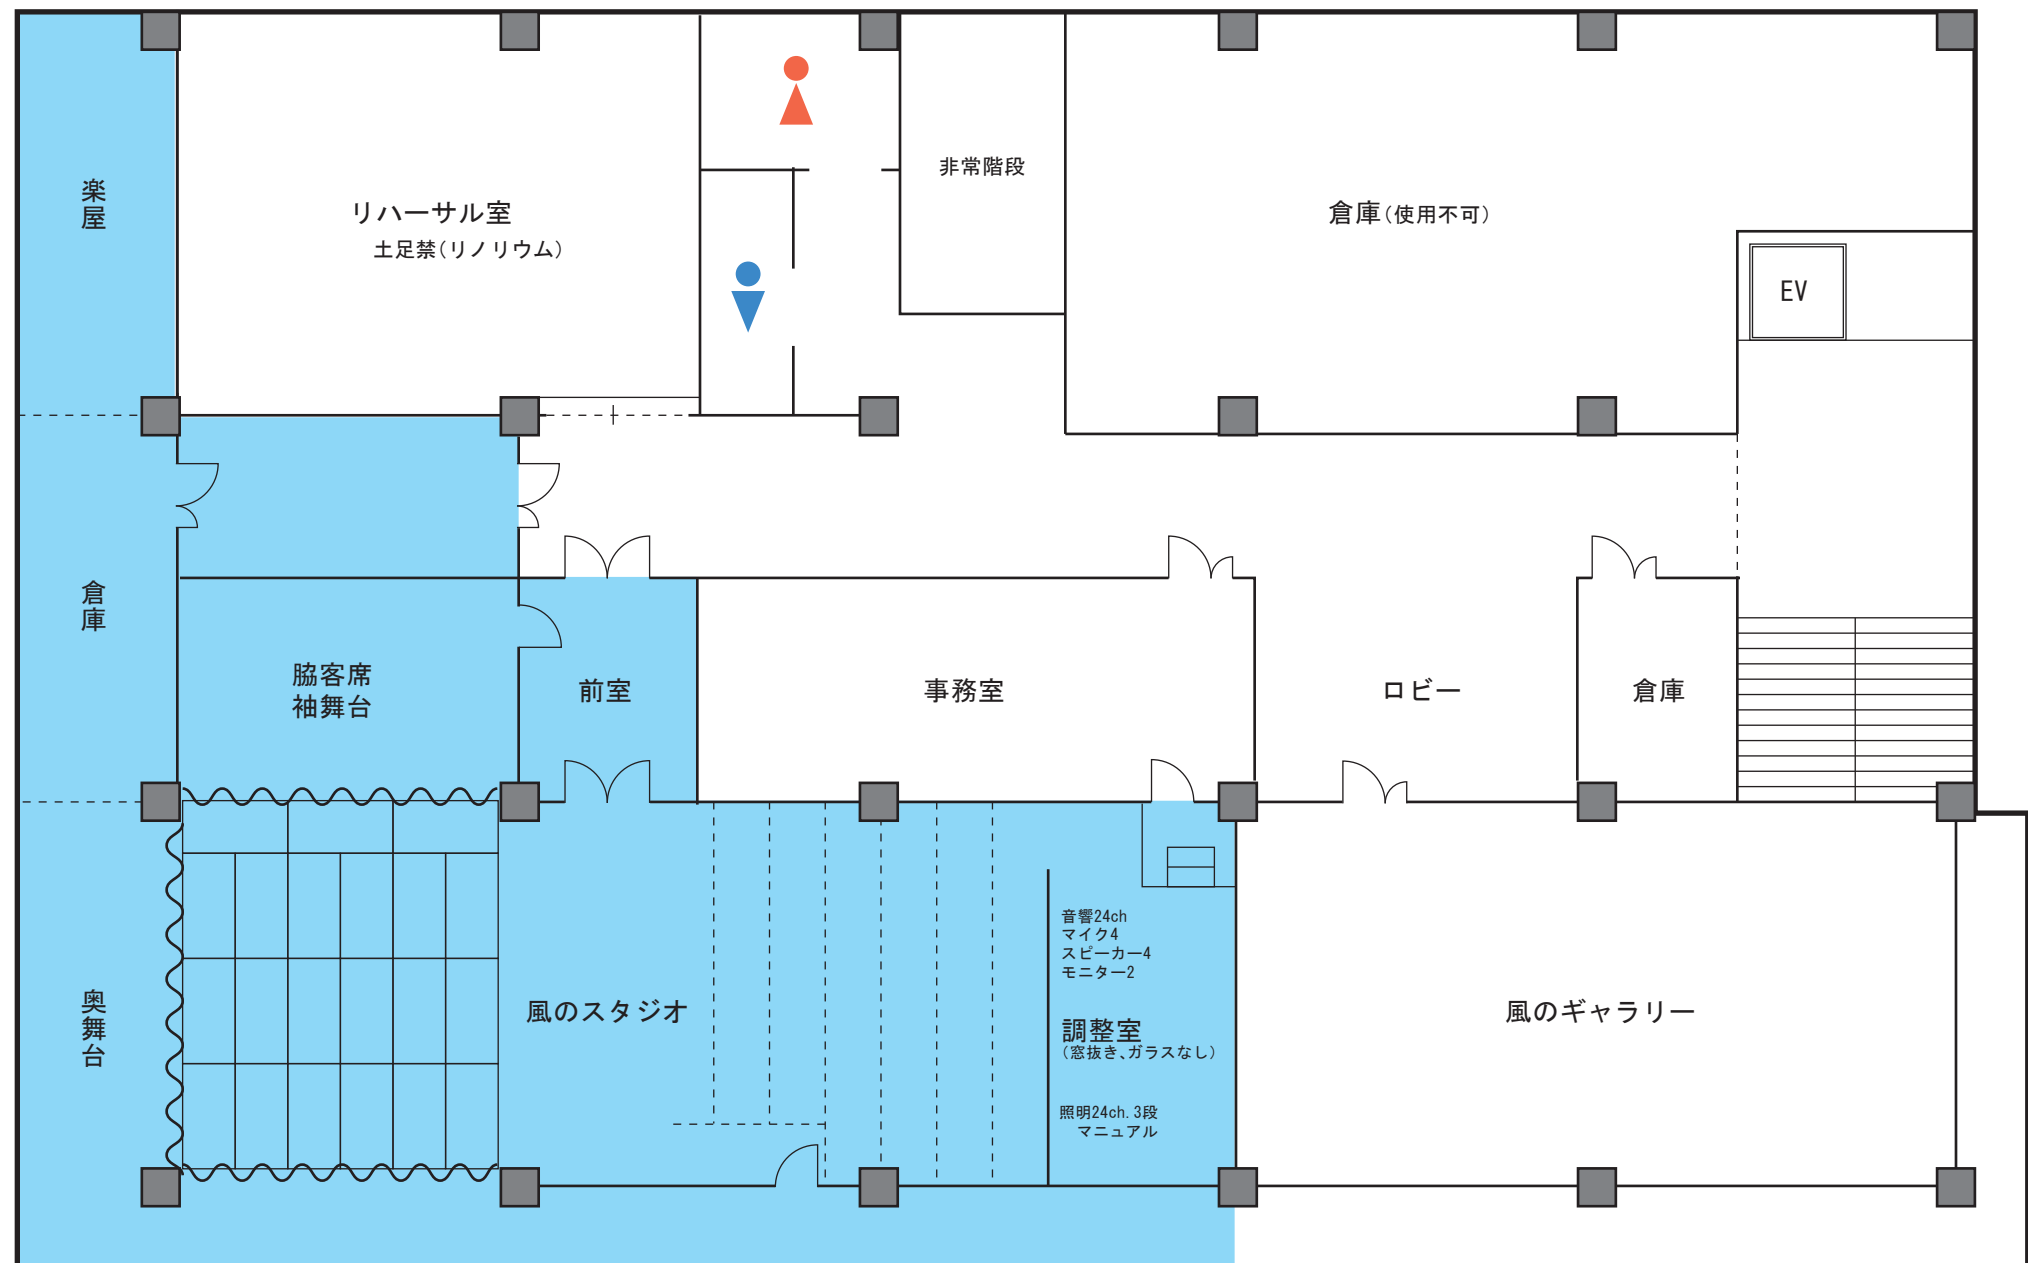 楽屋
リハーサル室
土足禁(リノリウム)
非常階段
倉庫(使用不可)
EV
倉庫
脇客席
袖舞台
前室
事務室
ロビー
倉庫
奥舞台
風のスタジオ
音響24ch
マイク4
スピーカー4
モニター2
調整室
(窓抜き、ガラスなし)
照明24ch.3段
マニュアル
風のギャラリー